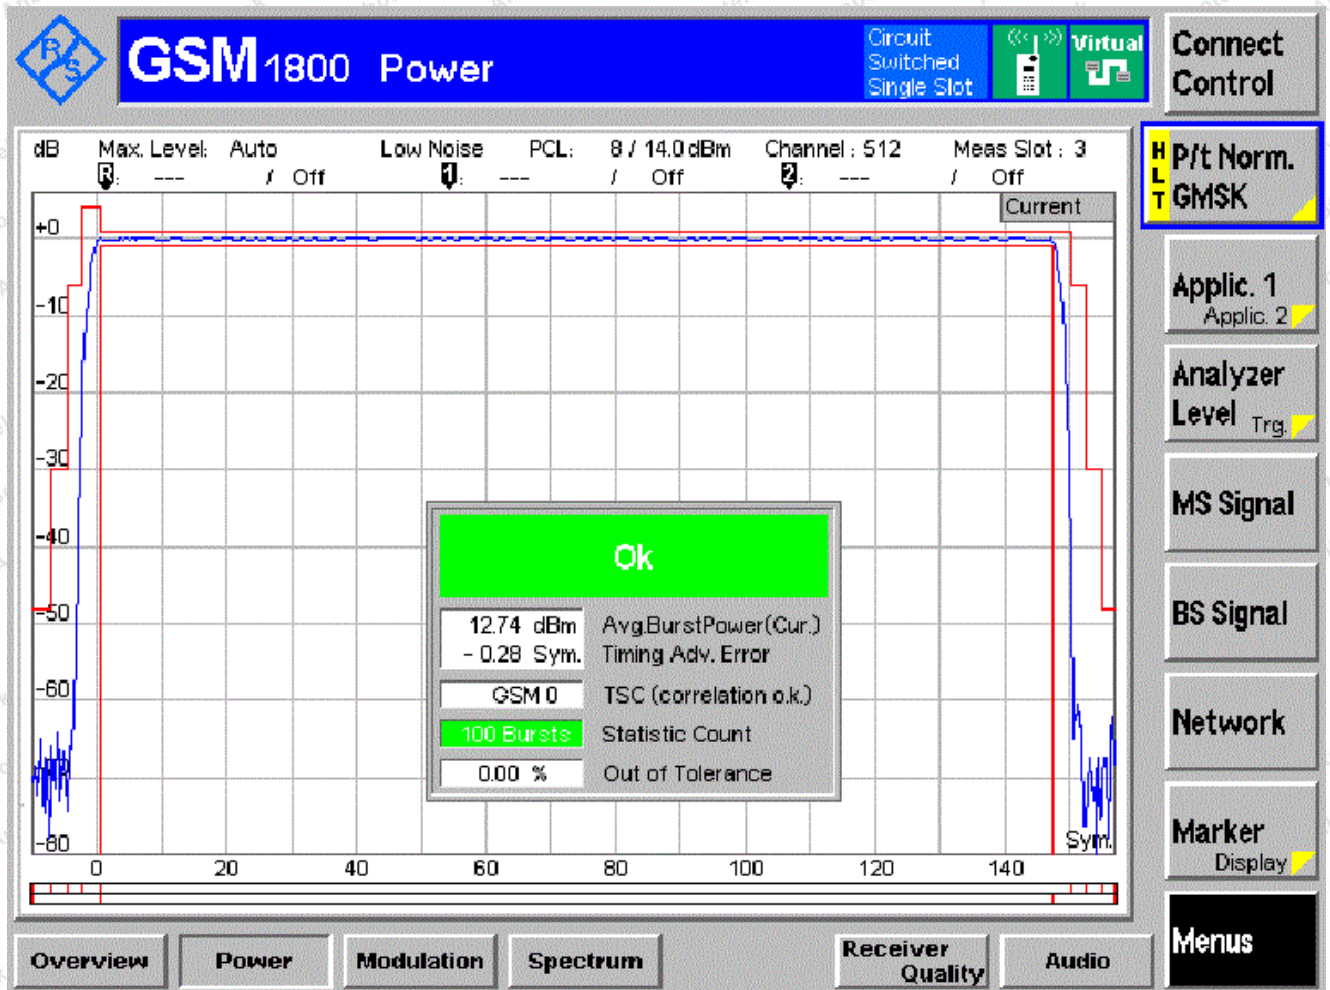 R S
GSM 1800 Power
Circuit
Switched
Single Slot
Virtual
Connect
Control
dB Max. Level: Auto Low Noise PCL: 8 / 14.0 dBm Channel : 512 Meas Slot : 3
R : --- / Off 1 : --- / Off 2 : --- / Off
Current
HLT
P/t Norm.
GMSK
+0
-10
-20
-30
-40
-50
-60
-80
Applic. 1
Applic. 2
Analyzer
Level Trg.
MS Signal
BS Signal
Network
Marker
Display
Menus
Ok
12.74 dBm Avg.BurstPower(Cur.)
- 0.28 Sym. Timing Adv. Error
GSM 0 TSC (correlation o.k.)
100 Bursts Statistic Count
0.00 % Out of Tolerance
Sym.
0 20 40 60 80 100 120 140
Overview Power Modulation Spectrum Receiver Quality Audio